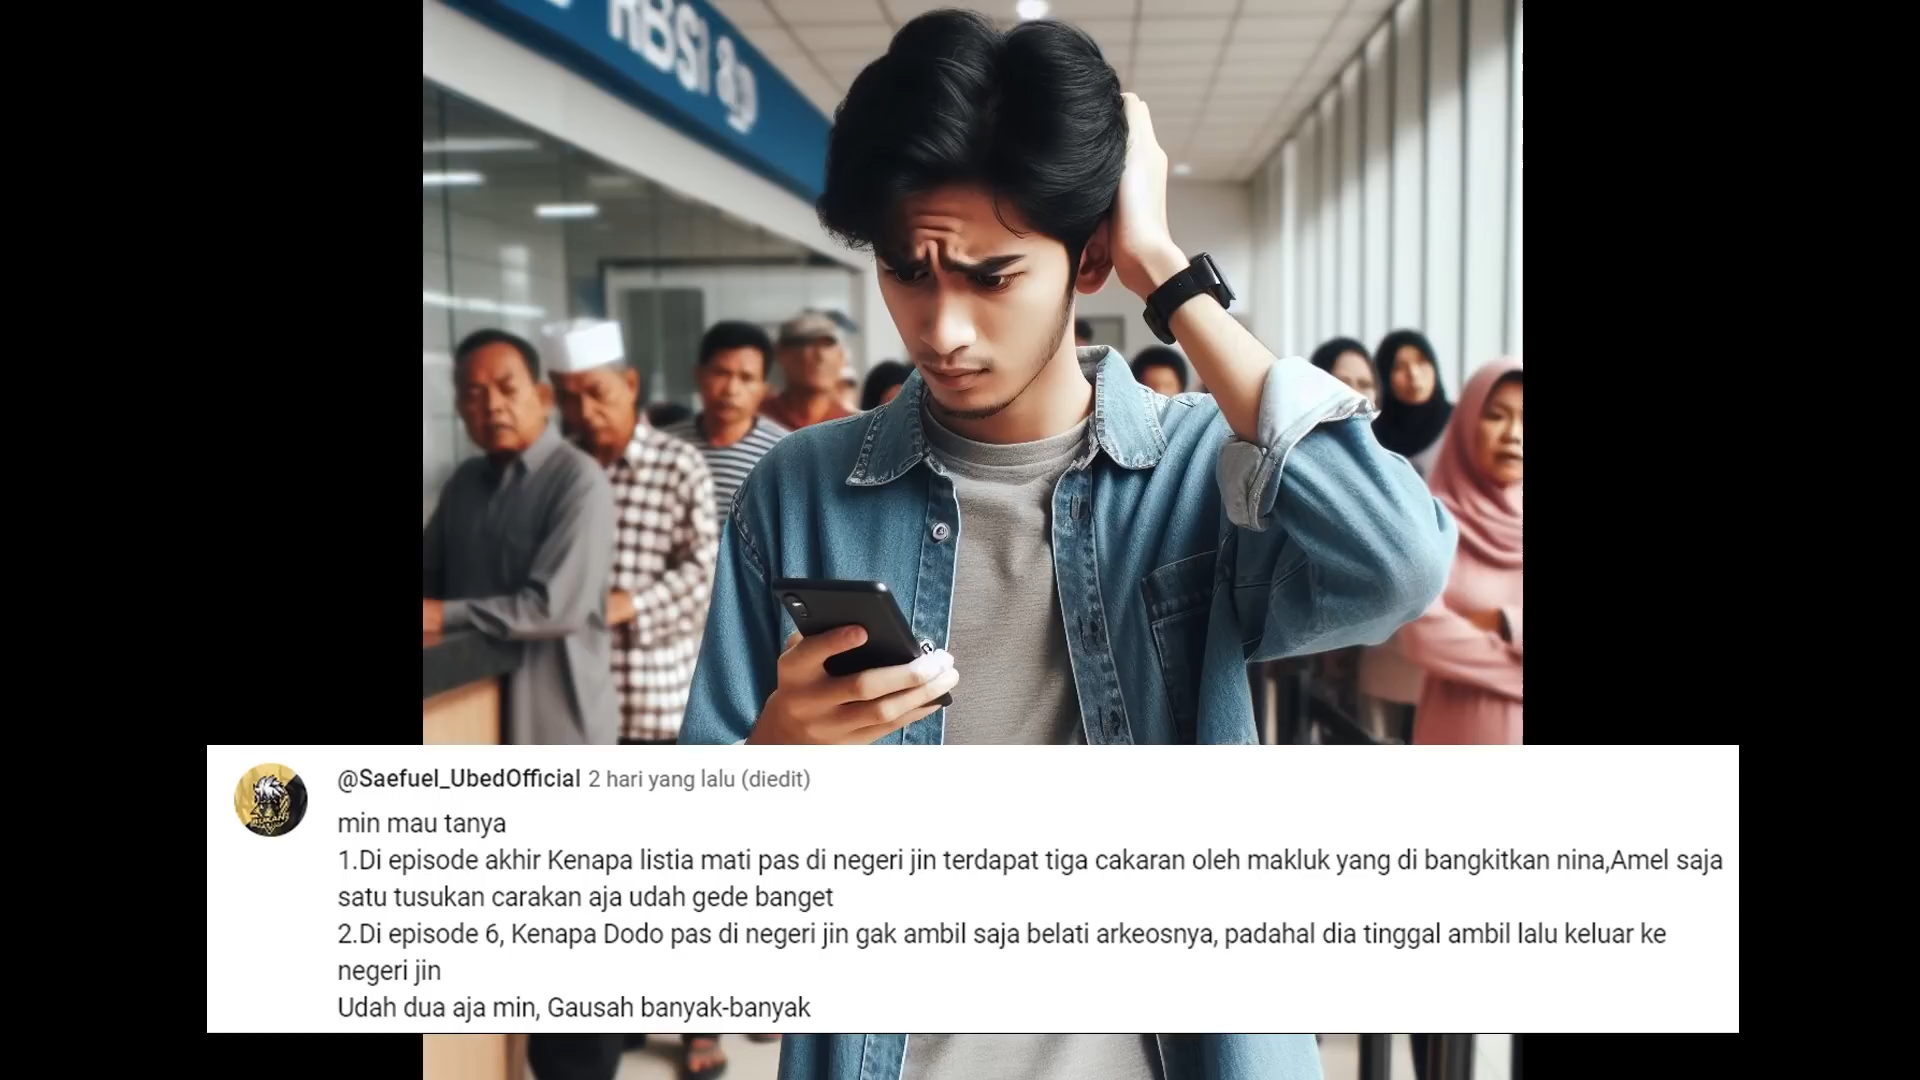 @Saefuel_UbedOfficial 2 hari yang lalu (diedit)
min mau tanya
1.Di episode akhir Kenapa listia mati pas di negeri jin terdapat tiga cakaran oleh makluk yang di bangkitkan nina,Amel saja
satu tusukan carakan aja udah gede banget
2.Di episode 6, Kenapa Dodo pas di negeri jin gak ambil saja belati arkeosnya, padahal dia tinggal ambil lalu keluar ke
negeri jin
Udah dua aja min, Gausah banyak-banyak